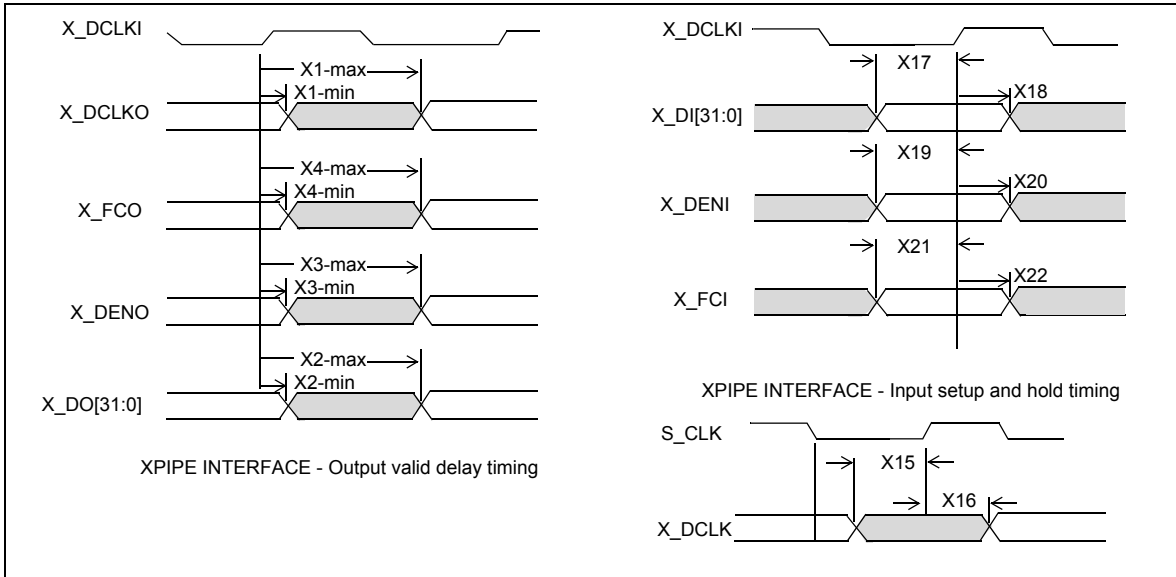 X_DCLKI
X1-max
X1-min
X_DCLKO
X4-max
X4-min
X_FCO
X3-max
X3-min
X_DENO
X2-max
X2-min
X_DO[31:0]
XPIPE INTERFACE - Output valid delay timing
X_DCLKI
X17
X18
X_DI[31:0]
X19
X20
X_DENI
X21
X22
X_FCI
XPIPE INTERFACE - Input setup and hold timing
S_CLK
X15
X16
X_DCLK